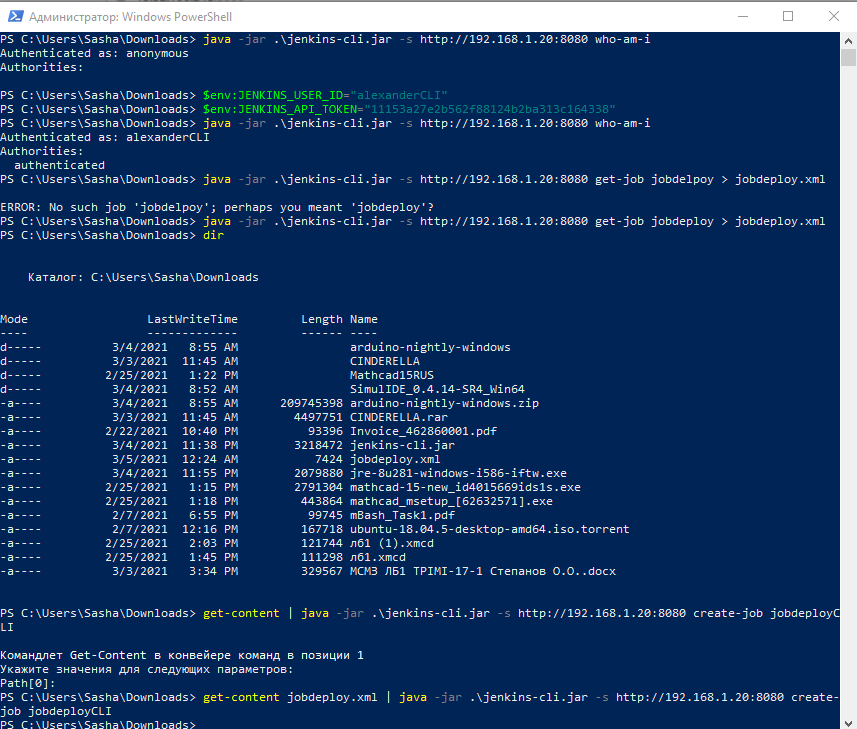 Администратор: Windows PowerShell
PS C:\Users\Sasha\Downloads> java -jar .\jenkins-cli.jar -s http://192.168.1.20:8080 who-am-i
Authenticated as: anonymous
Authorities:
PS C:\Users\Sasha\Downloads> $env:JENKINS_USER_ID="alexanderCLI"
PS C:\Users\Sasha\Downloads> $env:JENKINS_API_TOKEN="11153a27e2b562f88124b2ba313c164338"
PS C:\Users\Sasha\Downloads> java -jar .\jenkins-cli.jar -s http://192.168.1.20:8080 who-am-i
Authenticated as: alexanderCLI
Authorities:
  authenticated
PS C:\Users\Sasha\Downloads> java -jar .\jenkins-cli.jar -s http://192.168.1.20:8080 get-job jobdelpoy > jobdeploy.xml
ERROR: No such job 'jobdelpoy'; perhaps you meant 'jobdeploy'?
PS C:\Users\Sasha\Downloads> java -jar .\jenkins-cli.jar -s http://192.168.1.20:8080 get-job jobdeploy > jobdeploy.xml
PS C:\Users\Sasha\Downloads> dir
    Каталог: C:\Users\Sasha\Downloads
Mode                LastWriteTime         Length Name
----                -------------         ------ ----
d-----         3/4/2021   8:55 AM                arduino-nightly-windows
d-----         3/3/2021  11:45 AM                CINDERELLA
d-----        2/25/2021   1:22 PM                Mathcad15RUS
d-----         3/4/2021   8:52 AM                SimulIDE_0.4.14-SR4_Win64
-a----         3/4/2021   8:55 AM      209745398 arduino-nightly-windows.zip
-a----         3/3/2021  11:45 AM        4497751 CINDERELLA.rar
-a----        2/22/2021  10:40 PM          93396 Invoice_462860001.pdf
-a----         3/4/2021  11:38 PM        3218472 jenkins-cli.jar
-a----         3/5/2021  12:24 AM           7424 jobdeploy.xml
-a----         3/4/2021  11:55 PM        2079880 jre-8u281-windows-i586-iftw.exe
-a----        2/25/2021   1:15 PM        2791304 mathcad-15-new_id4015669ids1s.exe
-a----        2/25/2021   1:18 PM         443864 mathcad_msetup_[62632571].exe
-a----         2/7/2021   6:55 PM          99745 mBash_Task1.pdf
-a----         2/7/2021  12:16 PM         167718 ubuntu-18.04.5-desktop-amd64.iso.torrent
-a----        2/25/2021   2:03 PM         121744 лб1 (1).xmcd
-a----        2/25/2021   1:45 PM         111298 лб1.xmcd
-a----         3/3/2021   3:34 PM         329567 МСМЗ ЛБ1 ТРІМІ-17-1 Степанов О.О..docx
PS C:\Users\Sasha\Downloads> get-content | java -jar .\jenkins-cli.jar -s http://192.168.1.20:8080 create-job jobdeployC
LI
Командлет Get-Content в конвейере команд в позиции 1
Укажите значения для следующих параметров:
Path[0]:
PS C:\Users\Sasha\Downloads> get-content jobdeploy.xml | java -jar .\jenkins-cli.jar -s http://192.168.1.20:8080 create-
job jobdeployCLI
PS C:\Users\Sasha\Downloads>